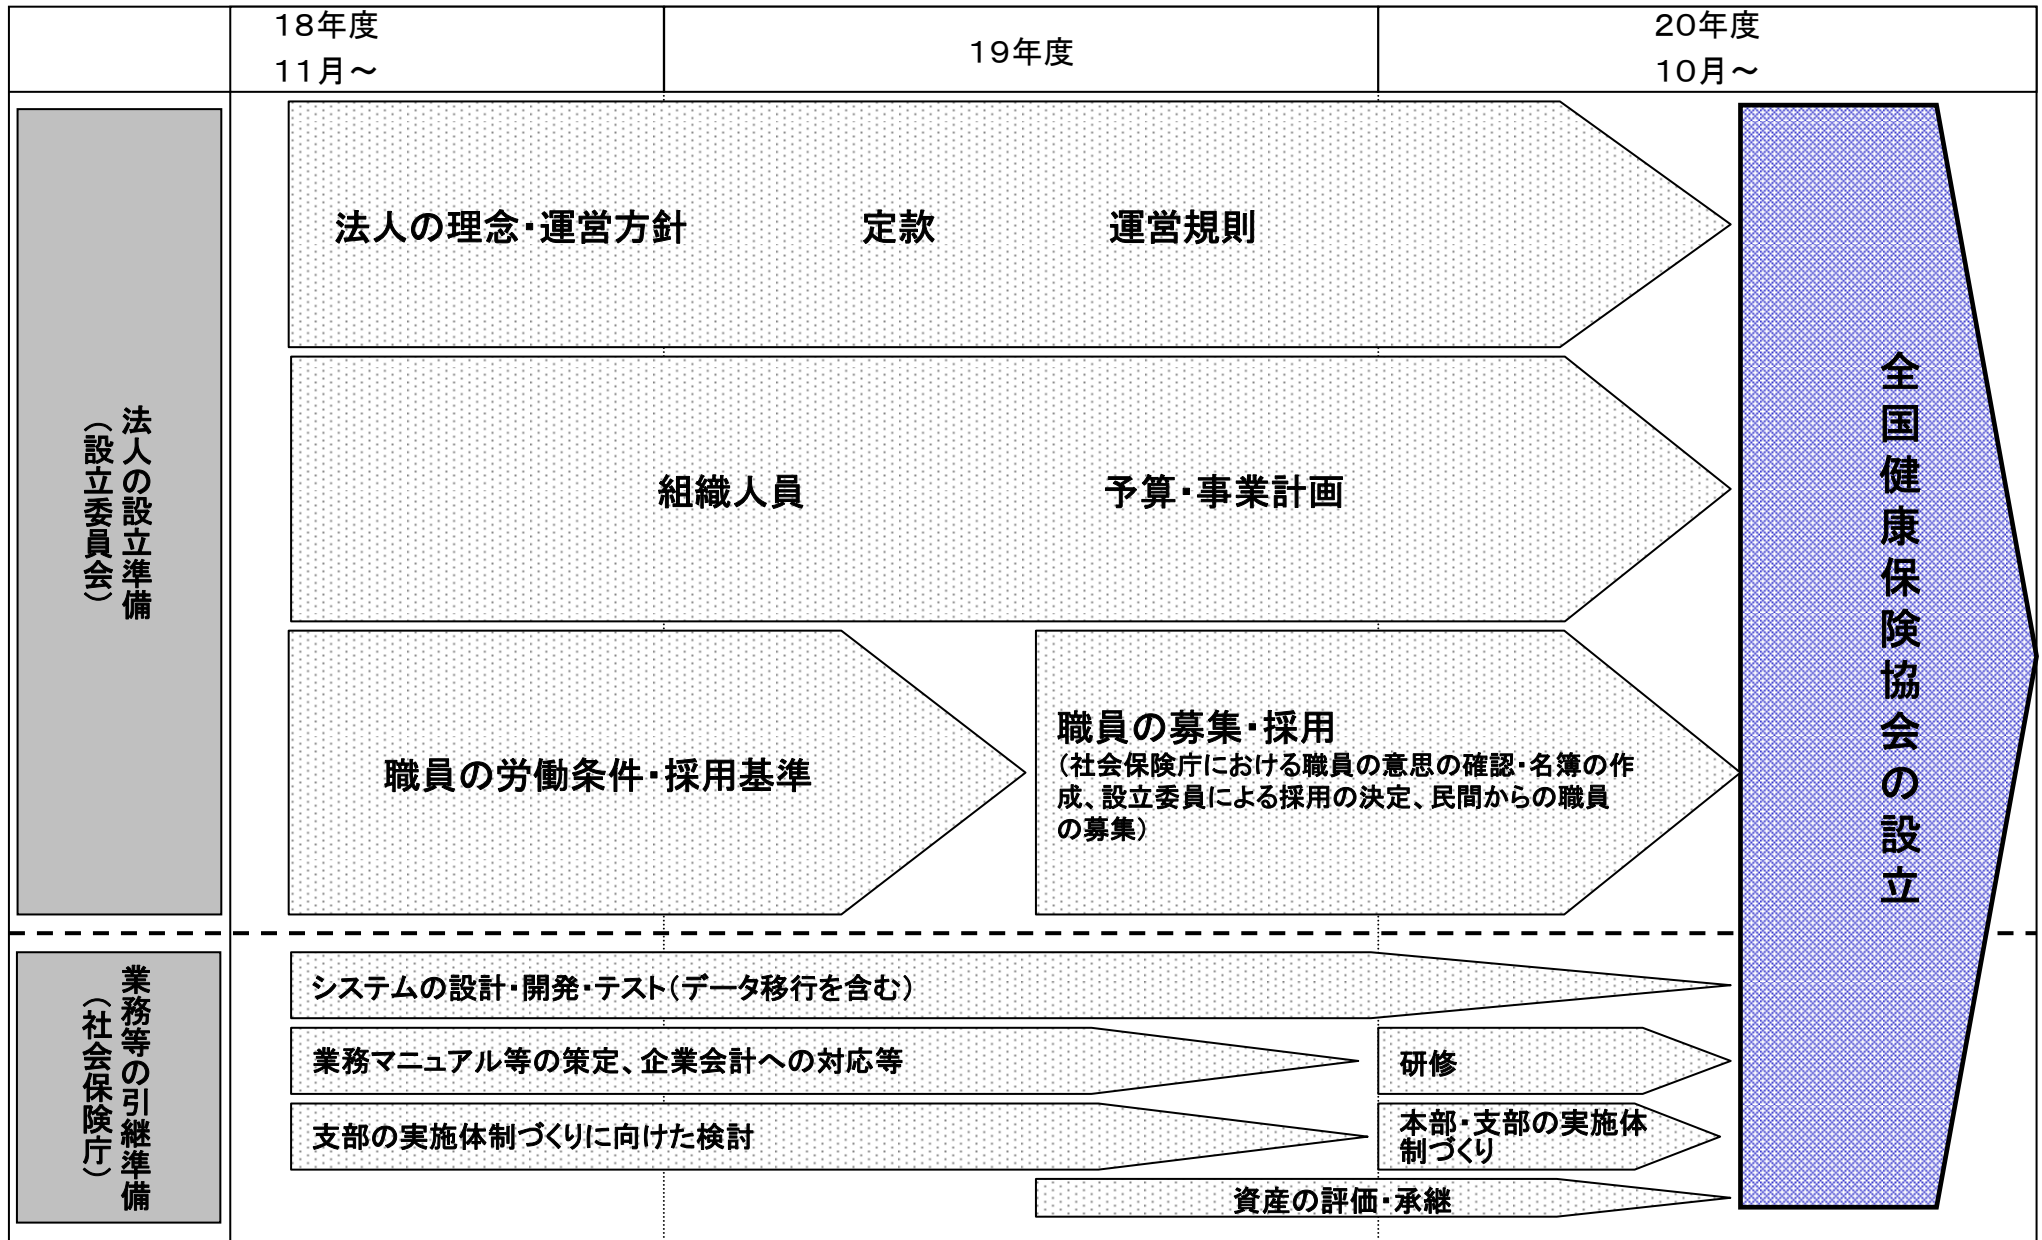 18年度
11月～
19年度
20年度
10月～
法人の設立準備
（設立委員会）
法人の理念・運営方針
定款
運営規則
組織人員
予算・事業計画
職員の労働条件・採用基準
職員の募集・採用
（社会保険庁における職員の意思の確認・名簿の作
成、設立委員による採用の決定、民間からの職員
の募集）
全国健康保険協会の設立
業務等の引継準備
（社会保険庁）
システムの設計・開発・テスト（データ移行を含む）
業務マニュアル等の策定、企業会計への対応等
研修
支部の実施体制づくりに向けた検討
本部・支部の実施体
制づくり
資産の評価・承継